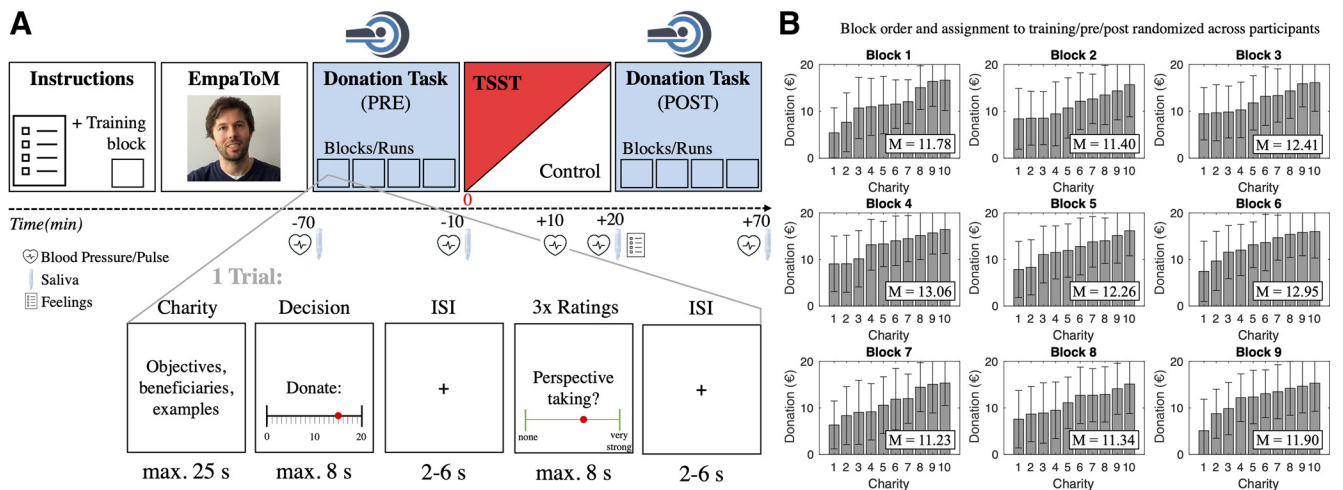 A
Instructions
+ Training
block
EmpaToM
Donation Task
(PRE)
Blocks/Runs
TSST
Control
Donation Task
(POST)
Blocks/Runs
0
Time(min)
-70
-10
+10
+20
+70
Blood Pressure/Pulse
Saliva
Feelings
1 Trial:
Charity
Decision
ISI
3x Ratings
ISI
Objectives,
beneficiaries,
examples
Donate:
0 10 20
+
Perspective
taking?
none
very
strong
+
max. 25 s
max. 8 s
2-6 s
max. 8 s
2-6 s
B
Block order and assignment to training/pre/post randomized across participants
Block 1
Donation (€)
20
10
0
M = 11.78
1 2 3 4 5 6 7 8 9 10
Charity
Block 2
Donation (€)
20
10
0
M = 11.40
1 2 3 4 5 6 7 8 9 10
Charity
Block 3
Donation (€)
20
10
0
M = 12.41
1 2 3 4 5 6 7 8 9 10
Charity
Block 4
Donation (€)
20
10
0
M = 13.06
1 2 3 4 5 6 7 8 9 10
Charity
Block 5
Donation (€)
20
10
0
M = 12.26
1 2 3 4 5 6 7 8 9 10
Charity
Block 6
Donation (€)
20
10
0
M = 12.95
1 2 3 4 5 6 7 8 9 10
Charity
Block 7
Donation (€)
20
10
0
M = 11.23
1 2 3 4 5 6 7 8 9 10
Charity
Block 8
Donation (€)
20
10
0
M = 11.34
1 2 3 4 5 6 7 8 9 10
Charity
Block 9
Donation (€)
20
10
0
M = 11.90
1 2 3 4 5 6 7 8 9 10
Charity